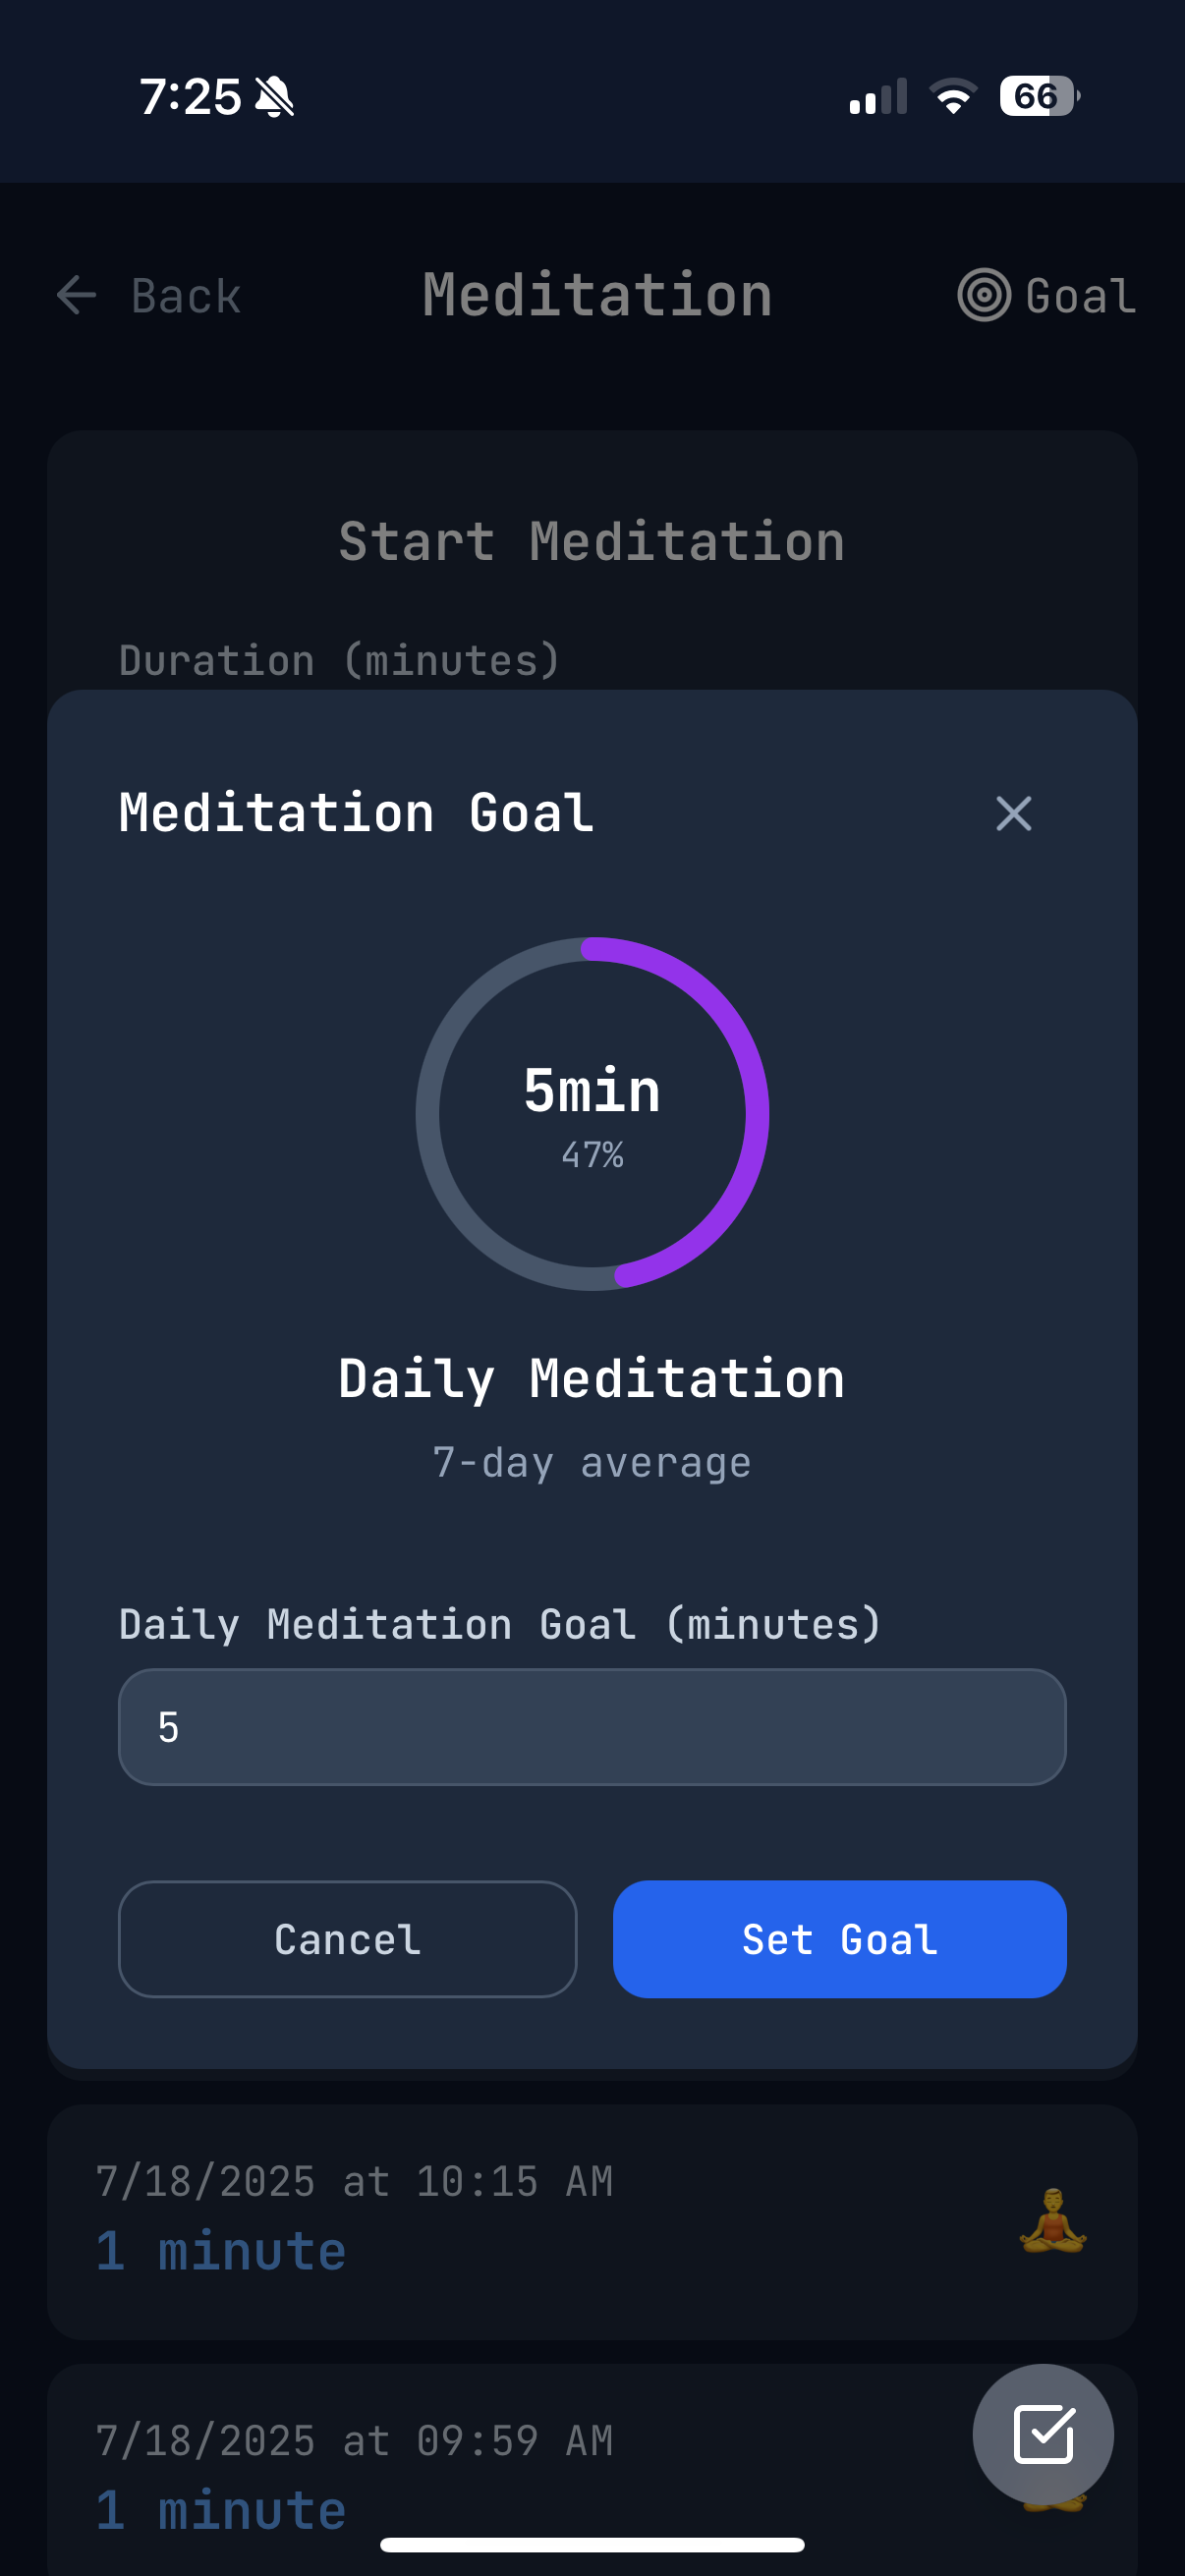 7:25
66
Back
Meditation
Goal
Start Meditation
Duration (minutes)
Meditation Goal
5min
47%
Daily Meditation
7-day average
Daily Meditation Goal (minutes)
5
Cancel
Set Goal
7/18/2025 at 10:15 AM
1 minute
7/18/2025 at 09:59 AM
1 minute